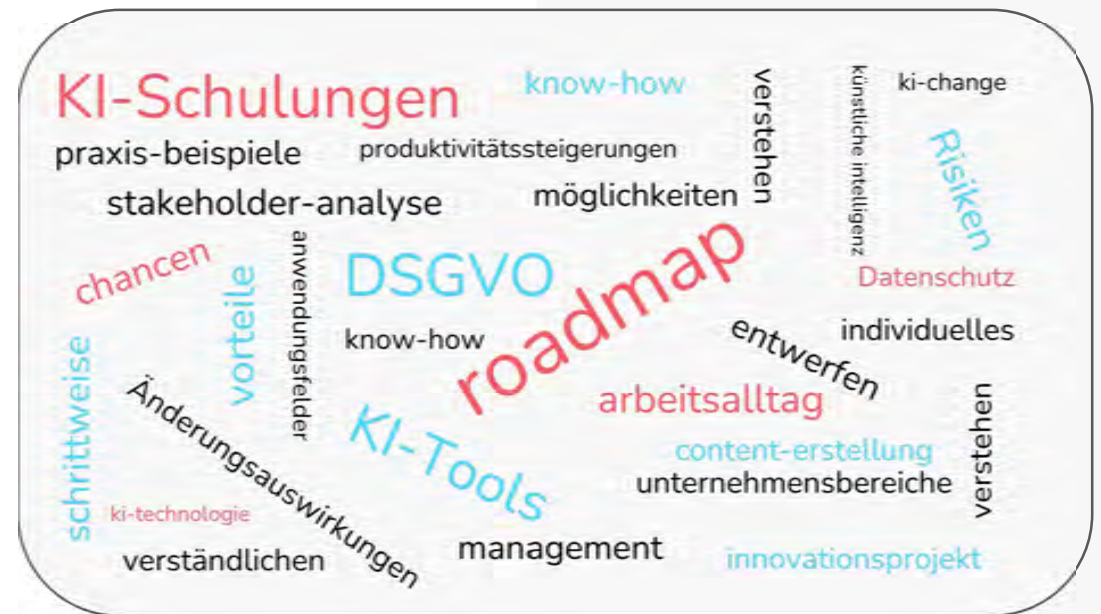 KI-Schulungen
know-how
verstehen
künstliche intelligenz
ki-change
praxis-beispiele
produktivitätssteigerungen
Risiken
stakeholder-analyse
möglichkeiten
chancen
vorteile
anwendungsfelder
DSGVO
roadmap
Datenschutz
know-how
entwerfen
individuelles
schrittweise
Änderungsauswirkungen
KI-Tools
arbeitsalltag
verstehen
content-erstellung
unternehmensbereiche
ki-technologie
verständlichen
management
innovationsprojekt